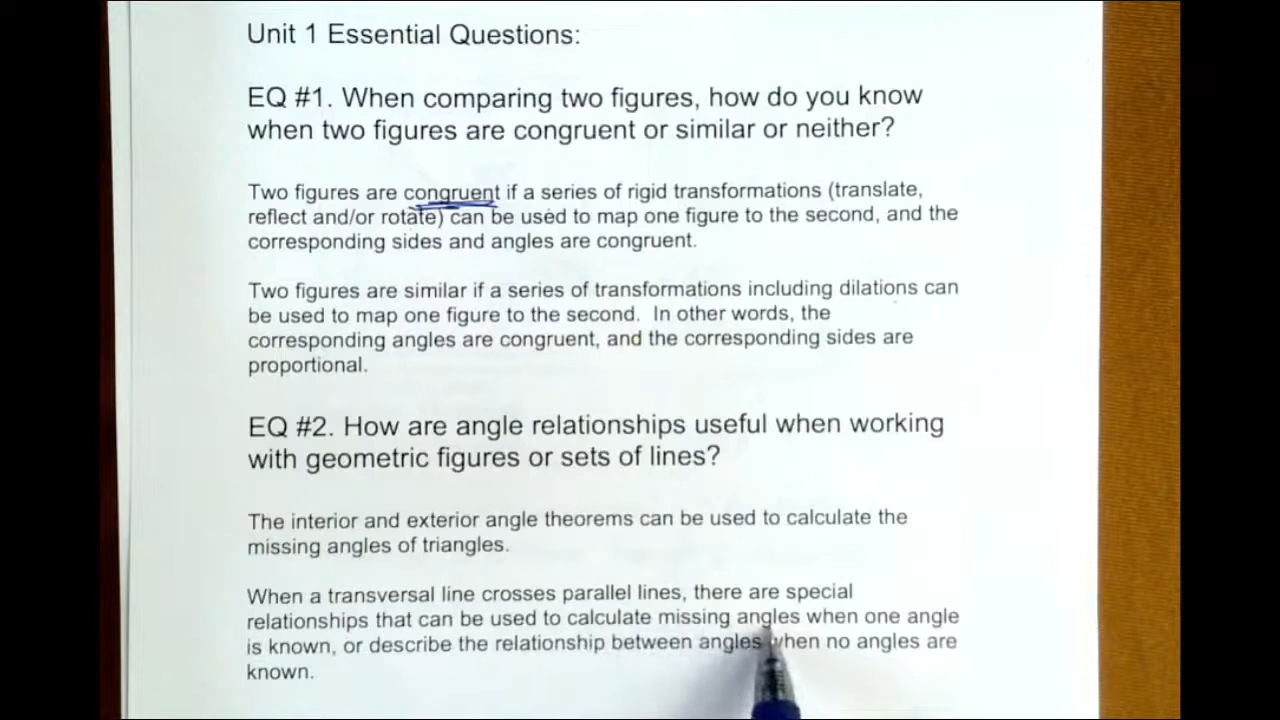 Unit 1 Essential Questions:
EQ #1. When comparing two figures, how do you know
when two figures are congruent or similar or neither?
Two figures are congruent if a series of rigid transformations (translate,
reflect and/or rotate) can be used to map one figure to the second, and the
corresponding sides and angles are congruent.
Two figures are similar if a series of transformations including dilations can
be used to map one figure to the second. In other words, the
corresponding angles are congruent, and the corresponding sides are
proportional.
EQ #2. How are angle relationships useful when working
with geometric figures or sets of lines?
The interior and exterior angle theorems can be used to calculate the
missing angles of triangles.
When a transversal line crosses parallel lines, there are special
relationships that can be used to calculate missing angles when one angle
is known, or describe the relationship between angles when no angles are
known.